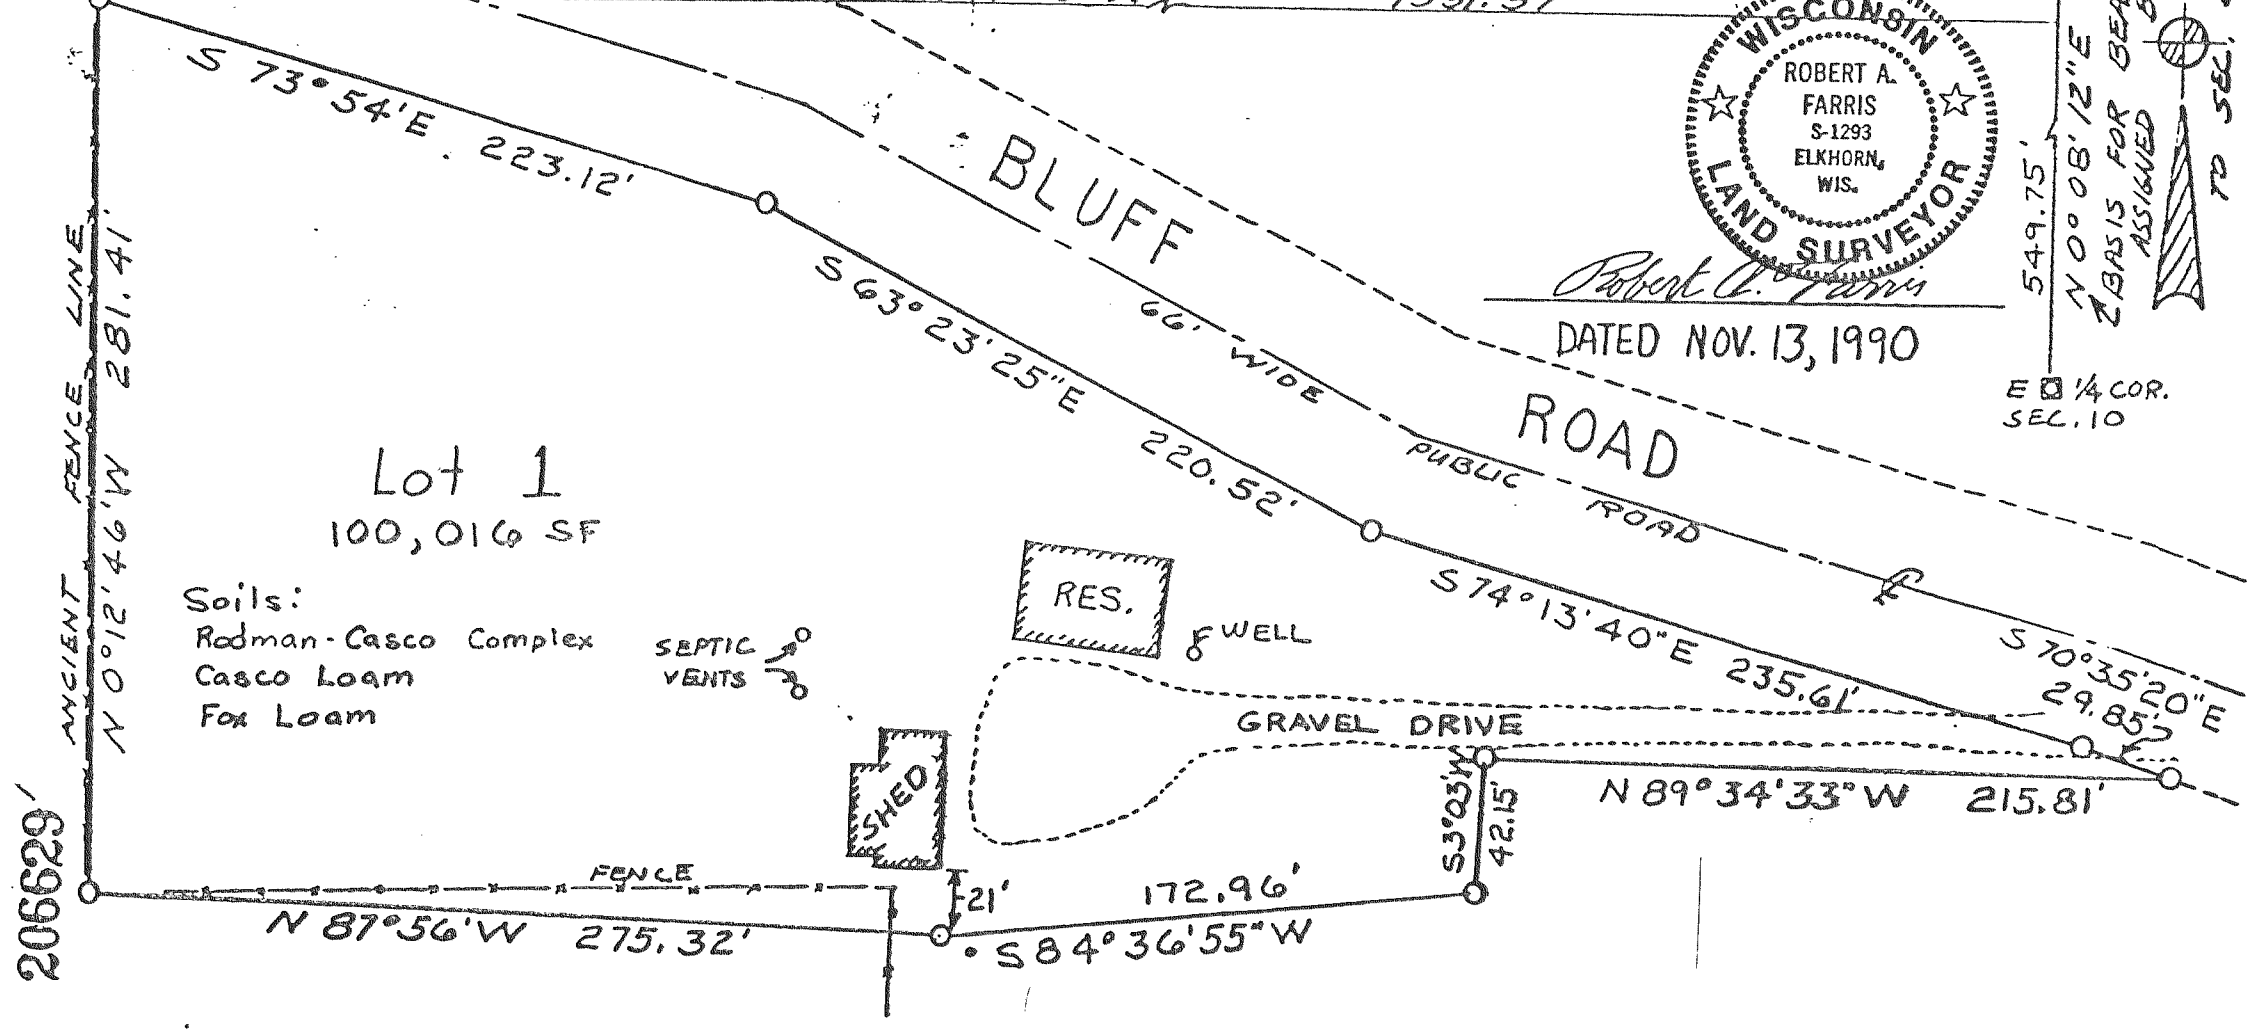 S 73°54'E 223.12'
BLUFF
ROAD
66' WIDE
PUBLIC ROAD
WISCONSIN
LAND SURVEYOR
ROBERT A.
FARRIS
S-1293
ELKHORN,
WIS.
Robert A. Farris
DATED NOV. 13, 1990
549.75'
N 0°08'12"E
BASIS FOR
ASSIGNED
TO SEC.
E 1/4 COR.
SEC. 10
ANCIENT FENCE LINE
N 0°12'46"W 281.41'
S 63°23'25"E 220.52'
Lot 1
100,016 SF
Soils:
Rodman-Casco Complex
Casco Loam
Fox Loam
SEPTIC
VENTS
RES.
WELL
S 74°13'40"E 235.61'
S 70°35'20"E
29.85'
GRAVEL DRIVE
SHED
S3°03'W
42.15'
N 89°34'33"W 215.81'
FENCE
21'
172.96'
S84°36'55"W
N 87°56'W 275.32'
206629'